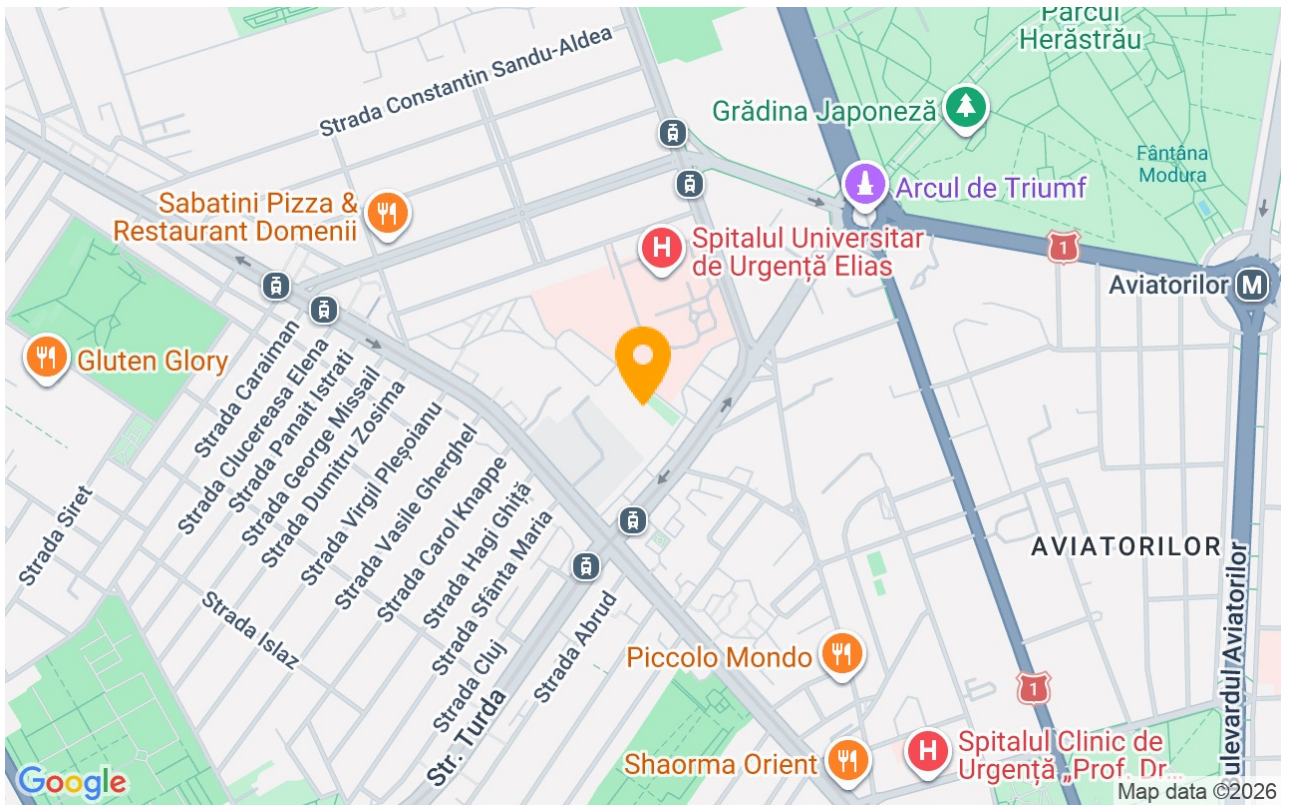 Parcul
Herăstrău
Strada Constantin Sandu-Aldea
Grădina Japoneză
Fântâna
Modura
Arcul de Triumf
Sabatini Pizza &
Restaurant Domenii
H
Spitalul Universitar
de Urgență Elias
1
Aviatorilor
M
Gluten Glory
Strada Caraiman
Strada Clucereasa Elena
Strada Panait Istrati
Strada George Missail
Strada Dumitru Zosima
Strada Virgil Pleșoianu
Strada Vasile Gherghel
Strada Carol Knappe
Strada Hagi Ghiță
Strada Sfânta Maria
Strada Cluj
Str. Turda
Strada Abrud
Strada Siret
Strada Islaz
AVIATORILOR
Bulevardul Aviatorilor
Piccolo Mondo
1
Shaorma Orient
H
Spitalul Clinic de
Urgență „Prof. Dr...
Google
Map data ©2026